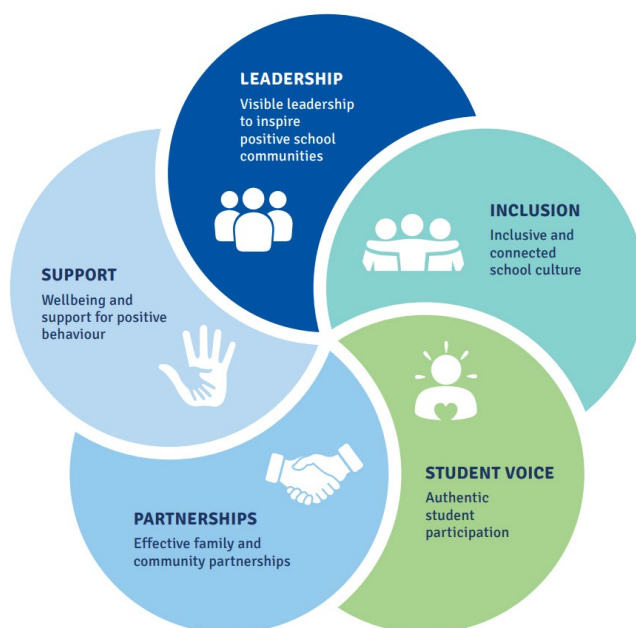 LEADERSHIP
Visible leadership
to inspire
positive school
communities
INCLUSION
Inclusive and
connected
school culture
STUDENT VOICE
Authentic
student
participation
PARTNERSHIPS
Effective family and
community partnerships
SUPPORT
Wellbeing and
support for positive
behaviour